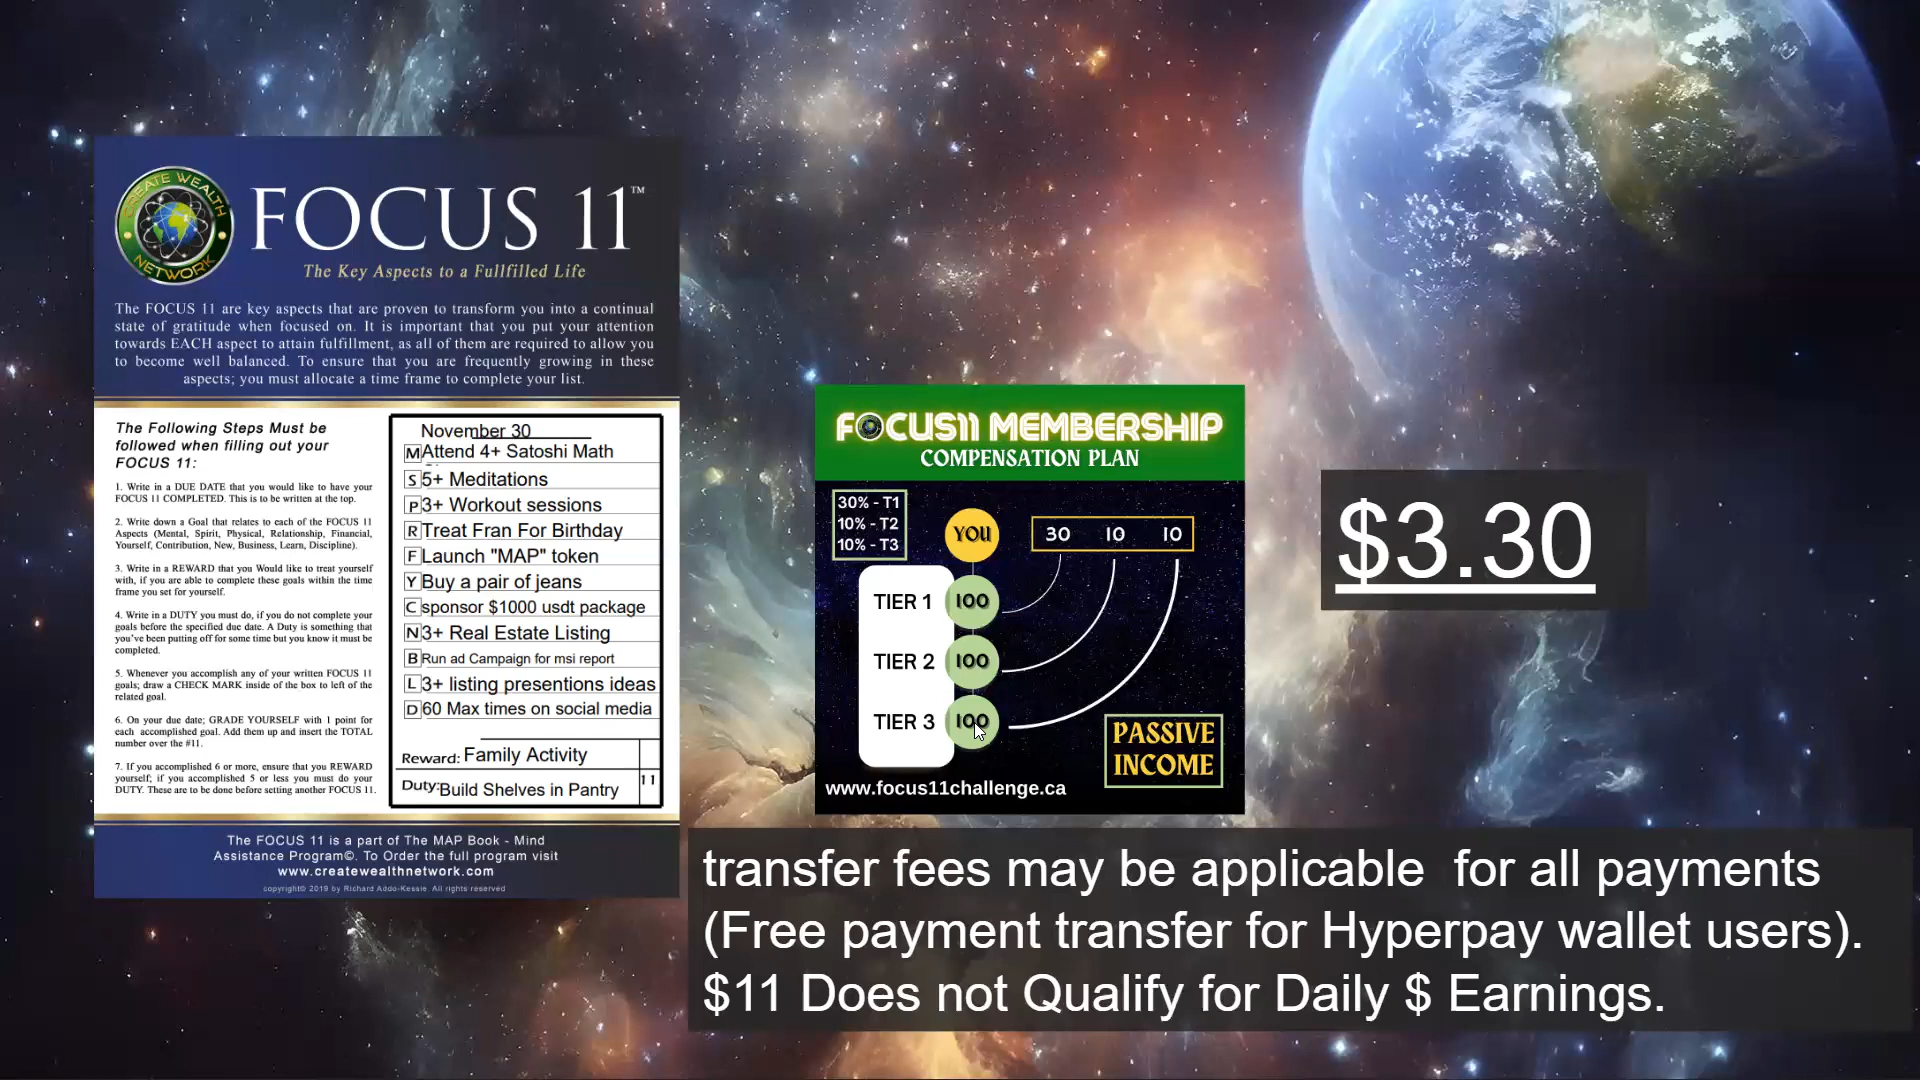 CREATE WEALTH
NETWORK
FOCUS 11™
The Key Aspects to a Fullfilled Life
The FOCUS 11 are key aspects that are proven to transform you into a continual
state of gratitude when focused on. It is important that you put your attention
towards EACH aspect to attain fulfillment, as all of them are required to allow you
to become well balanced. To ensure that you are frequently growing in these
aspects; you must allocate a time frame to complete your list.
The Following Steps Must be
followed when filling out your
FOCUS 11:
1. Write in a DUE DATE that you would like to have your
FOCUS 11 COMPLETED. This is to be written at the top.
2. Write down a Goal that relates to each of the FOCUS 11
Aspects (Mental, Spirit, Physical, Relationship, Financial,
Yourself, Contribution, New, Business, Learn, Discipline).
3. Write in a REWARD that you Would like to treat yourself
with, if you are able to complete these goals within the time
frame you set for yourself.
4. Write in a DUTY you must do, if you do not complete your
goals before the specified due date. A Duty is something that
you've been putting off for some time but you know it must be
completed.
5. Whenever you accomplish any of your written FOCUS 11
goals; draw a CHECK MARK inside of the box to left of the
related goal.
6. On your due date; GRADE YOURSELF with 1 point for
each accomplished goal. Add them up and insert the TOTAL
number over the #11.
7. If you accomplished 6 or more, ensure that you REWARD
yourself; if you accomplished 5 or less you must do your
DUTY. These are to be done before setting another FOCUS 11.
November 30
M Attend 4+ Satoshi Math
S 5+ Meditations
P 3+ Workout sessions
R Treat Fran For Birthday
F Launch "MAP" token
Y Buy a pair of jeans
C sponsor $1000 usdt package
N 3+ Real Estate Listing
B Run ad Campaign for msi report
L 3+ listing presentions ideas
D 60 Max times on social media
Reward: Family Activity
Duty: Build Shelves in Pantry
11
The FOCUS 11 is a part of The MAP Book - Mind
Assistance Program©. To Order the full program visit
www.createwealthnetwork.com
copyright© 2019 by Richard Addo-Kessie. All rights reserved
FOCUS11 MEMBERSHIP
COMPENSATION PLAN
30% - T1
10% - T2
10% - T3
YOU
30 10 10
TIER 1 100
TIER 2 100
TIER 3 100
PASSIVE
INCOME
www.focus11challenge.ca
$3.30
transfer fees may be applicable for all payments
(Free payment transfer for Hyperpay wallet users).
$11 Does not Qualify for Daily $ Earnings.